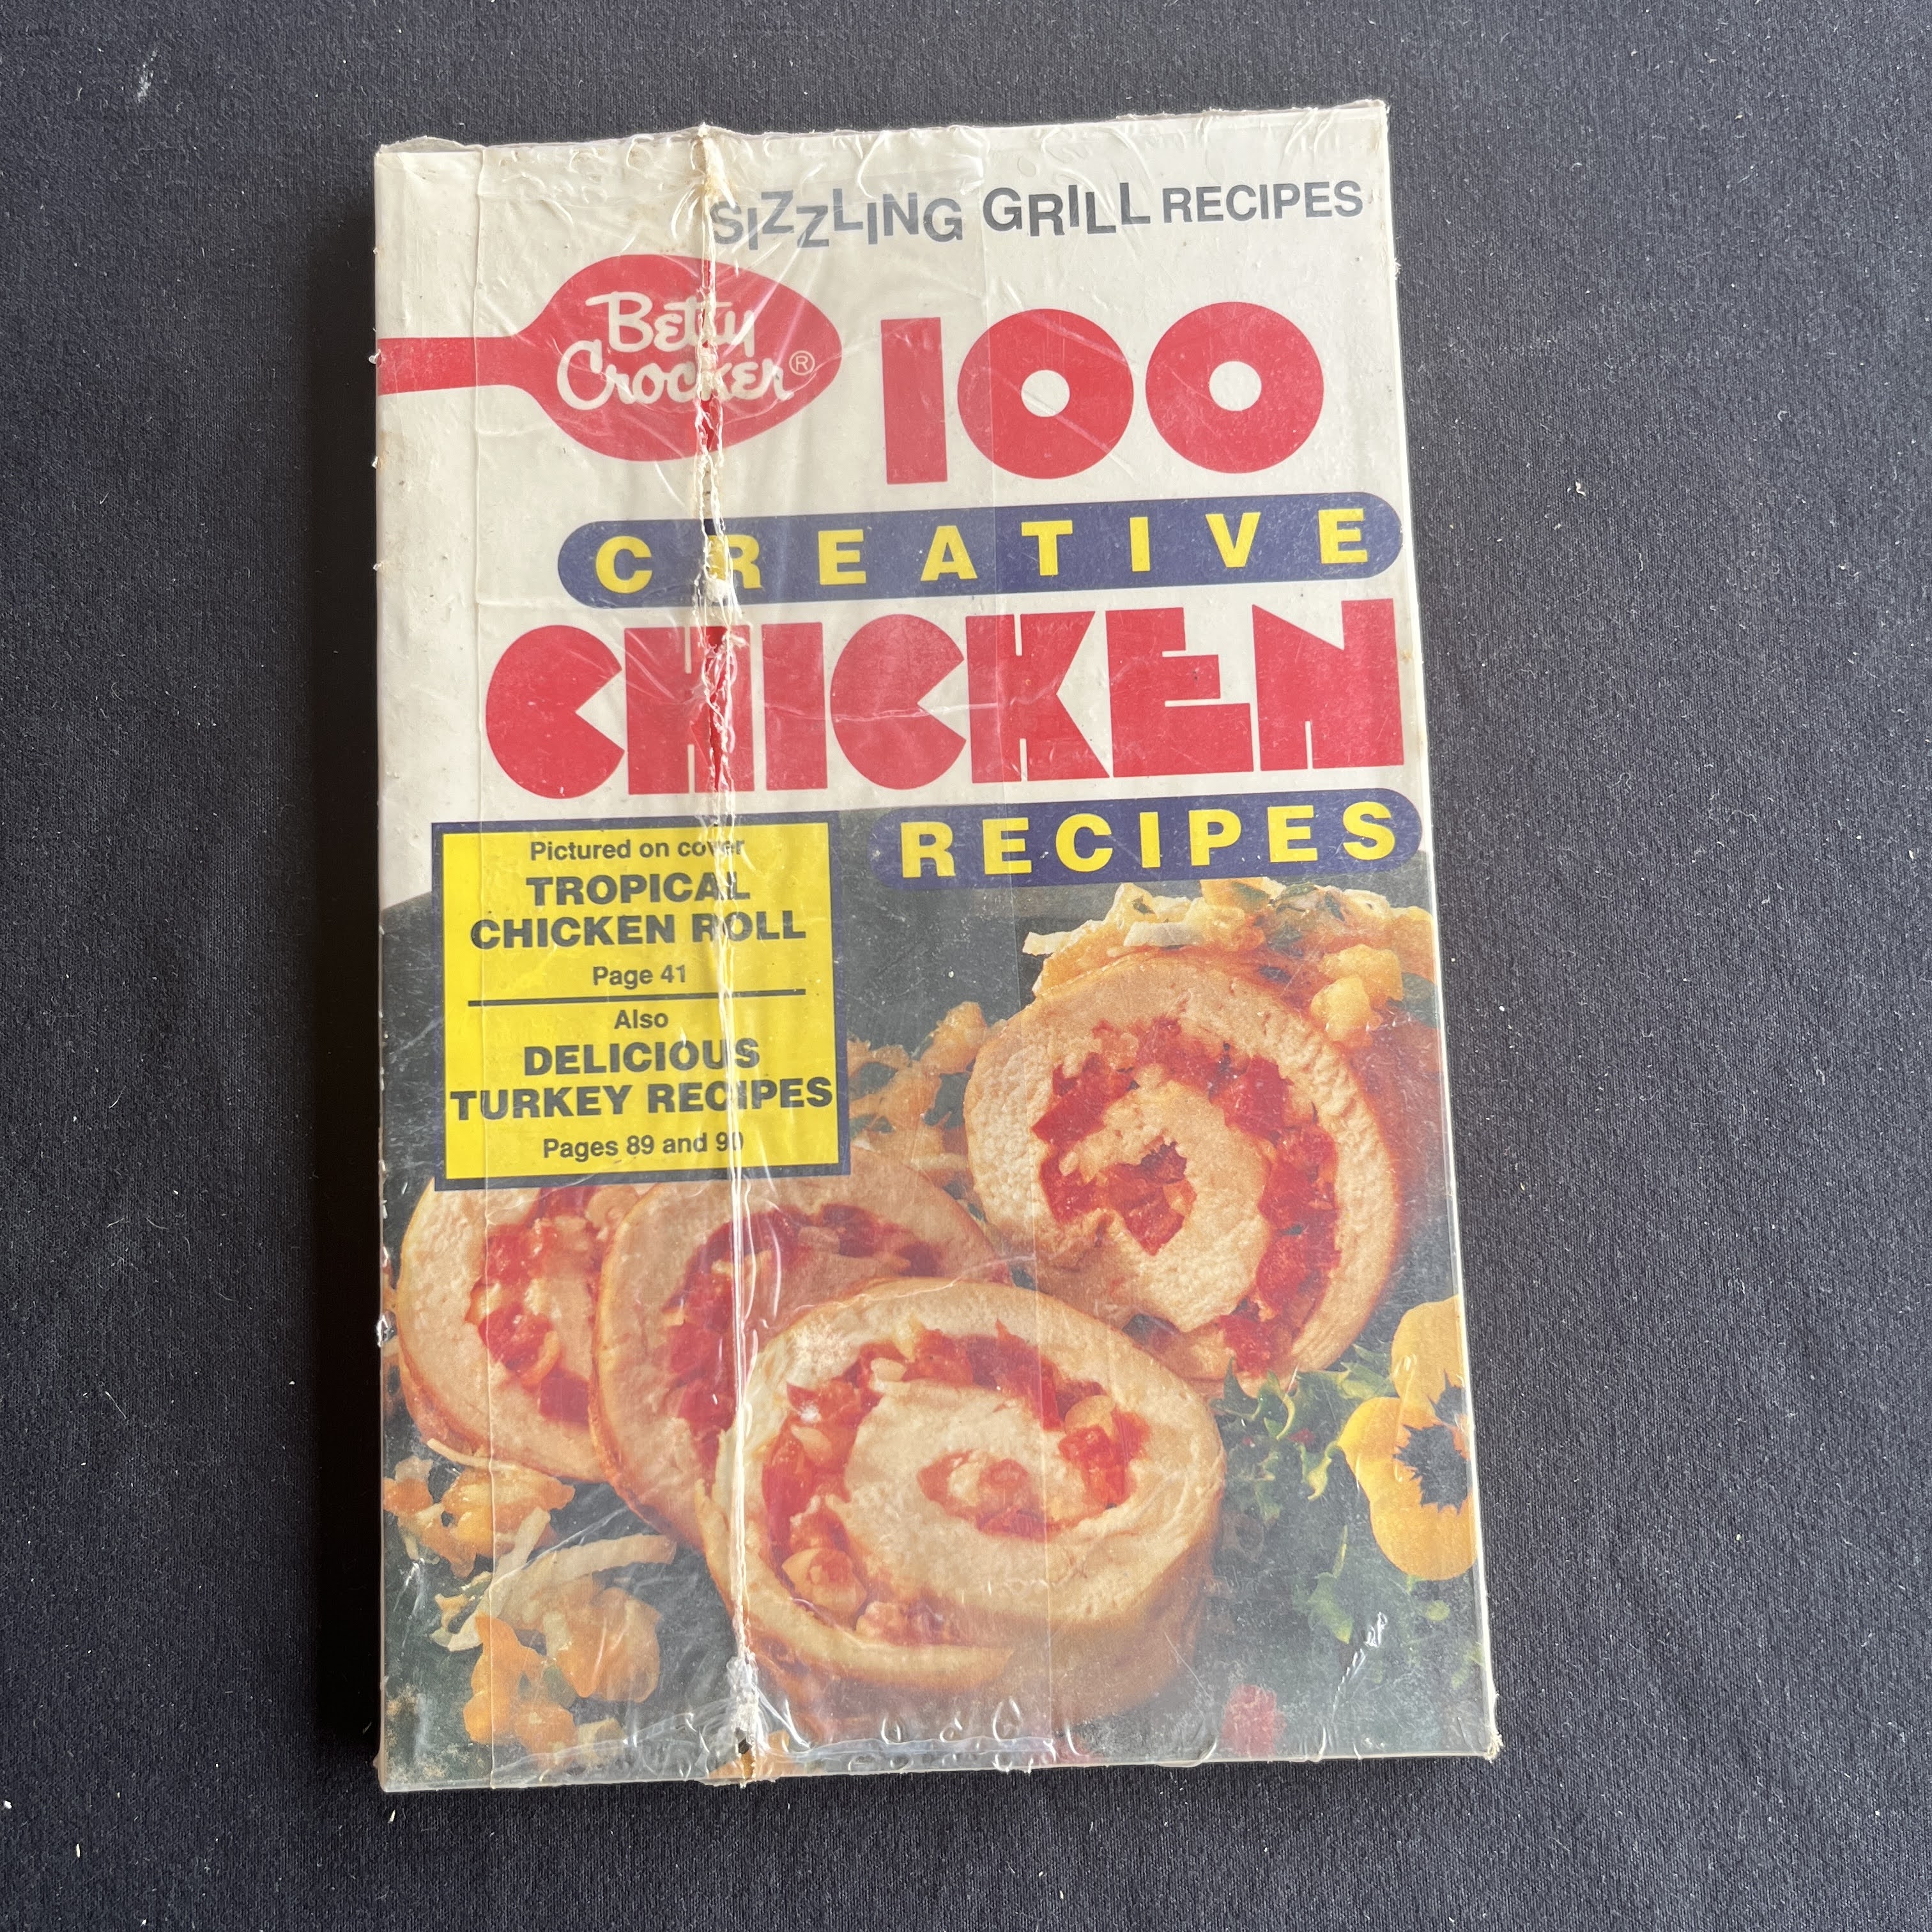 SIZZLING GRILL RECIPES
Betty
Crocker®
100
CREATIVE
CHICKEN
RECIPES
Pictured on cover
TROPICAL
CHICKEN ROLL
Page 41
Also
DELICIOUS
TURKEY RECIPES
Pages 89 and 90